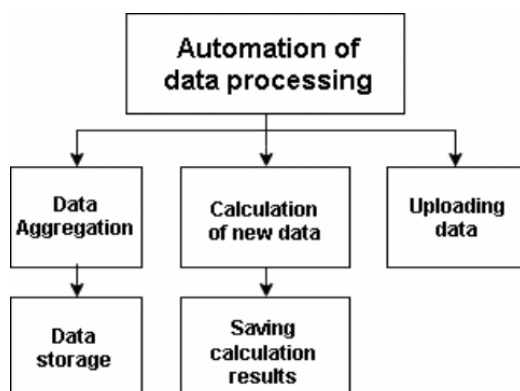 Automation of
data processing
Data
Aggregation
Calculation
of new data
Uploading
data
Data
storage
Saving
calculation
results